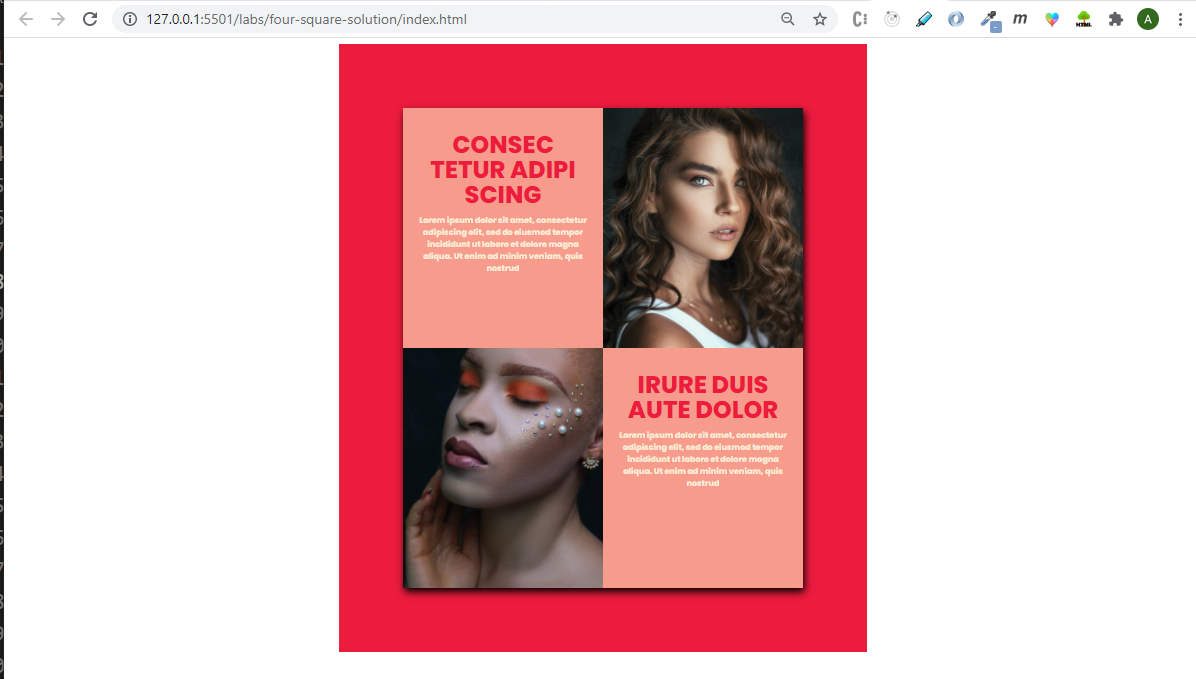 127.0.0.1:5501/labs/four-square-solution/index.html
m
HTML
A
CONSEC
TETUR ADIPI
SCING
Lorem ipsum dolor sit amet, consectetur
adipiscing elit, sed do eiusmod tempor
incididunt ut labore et dolore magna
aliqua. Ut enim ad minim veniam, quis
nostrud
IRURE DUIS
AUTE DOLOR
Lorem ipsum dolor sit amet, consectetur
adipiscing elit, sed do eiusmod tempor
incididunt ut labore et dolore magna
aliqua. Ut enim ad minim veniam, quis
nostrud